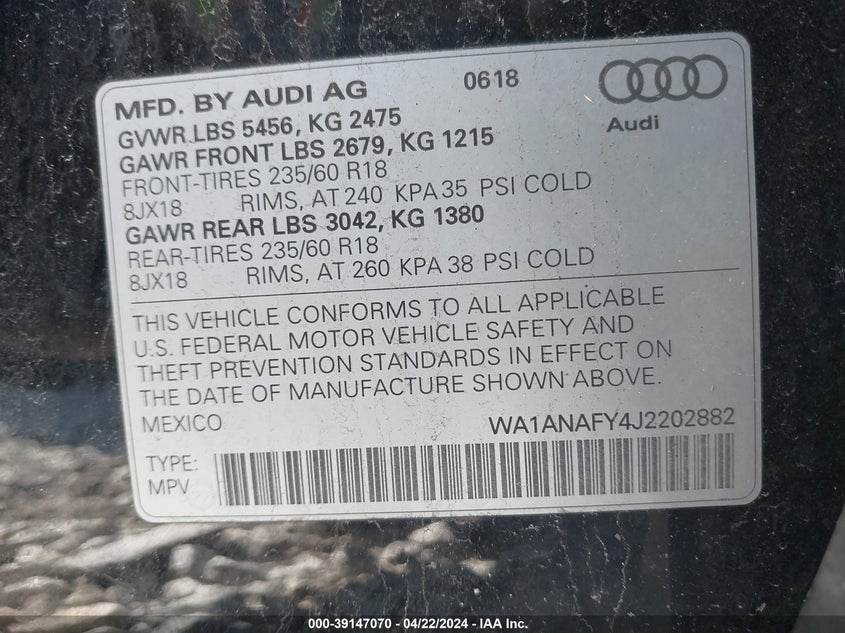 MFD. BY AUDI AG 0618
Audi
GVWR LBS 5456, KG 2475
GAWR FRONT LBS 2679, KG 1215
FRONT-TIRES 235/60 R18
8JX18 RIMS, AT 240 KPA 35 PSI COLD
GAWR REAR LBS 3042, KG 1380
REAR-TIRES 235/60 R18
8JX18 RIMS, AT 260 KPA 38 PSI COLD
THIS VEHICLE CONFORMS TO ALL APPLICABLE
U.S. FEDERAL MOTOR VEHICLE SAFETY AND
THEFT PREVENTION STANDARDS IN EFFECT ON
THE DATE OF MANUFACTURE SHOWN ABOVE.
MEXICO WA1ANAFY4J2202882
TYPE:
MPV
000-39147070 - 04/22/2024 - IAA Inc.